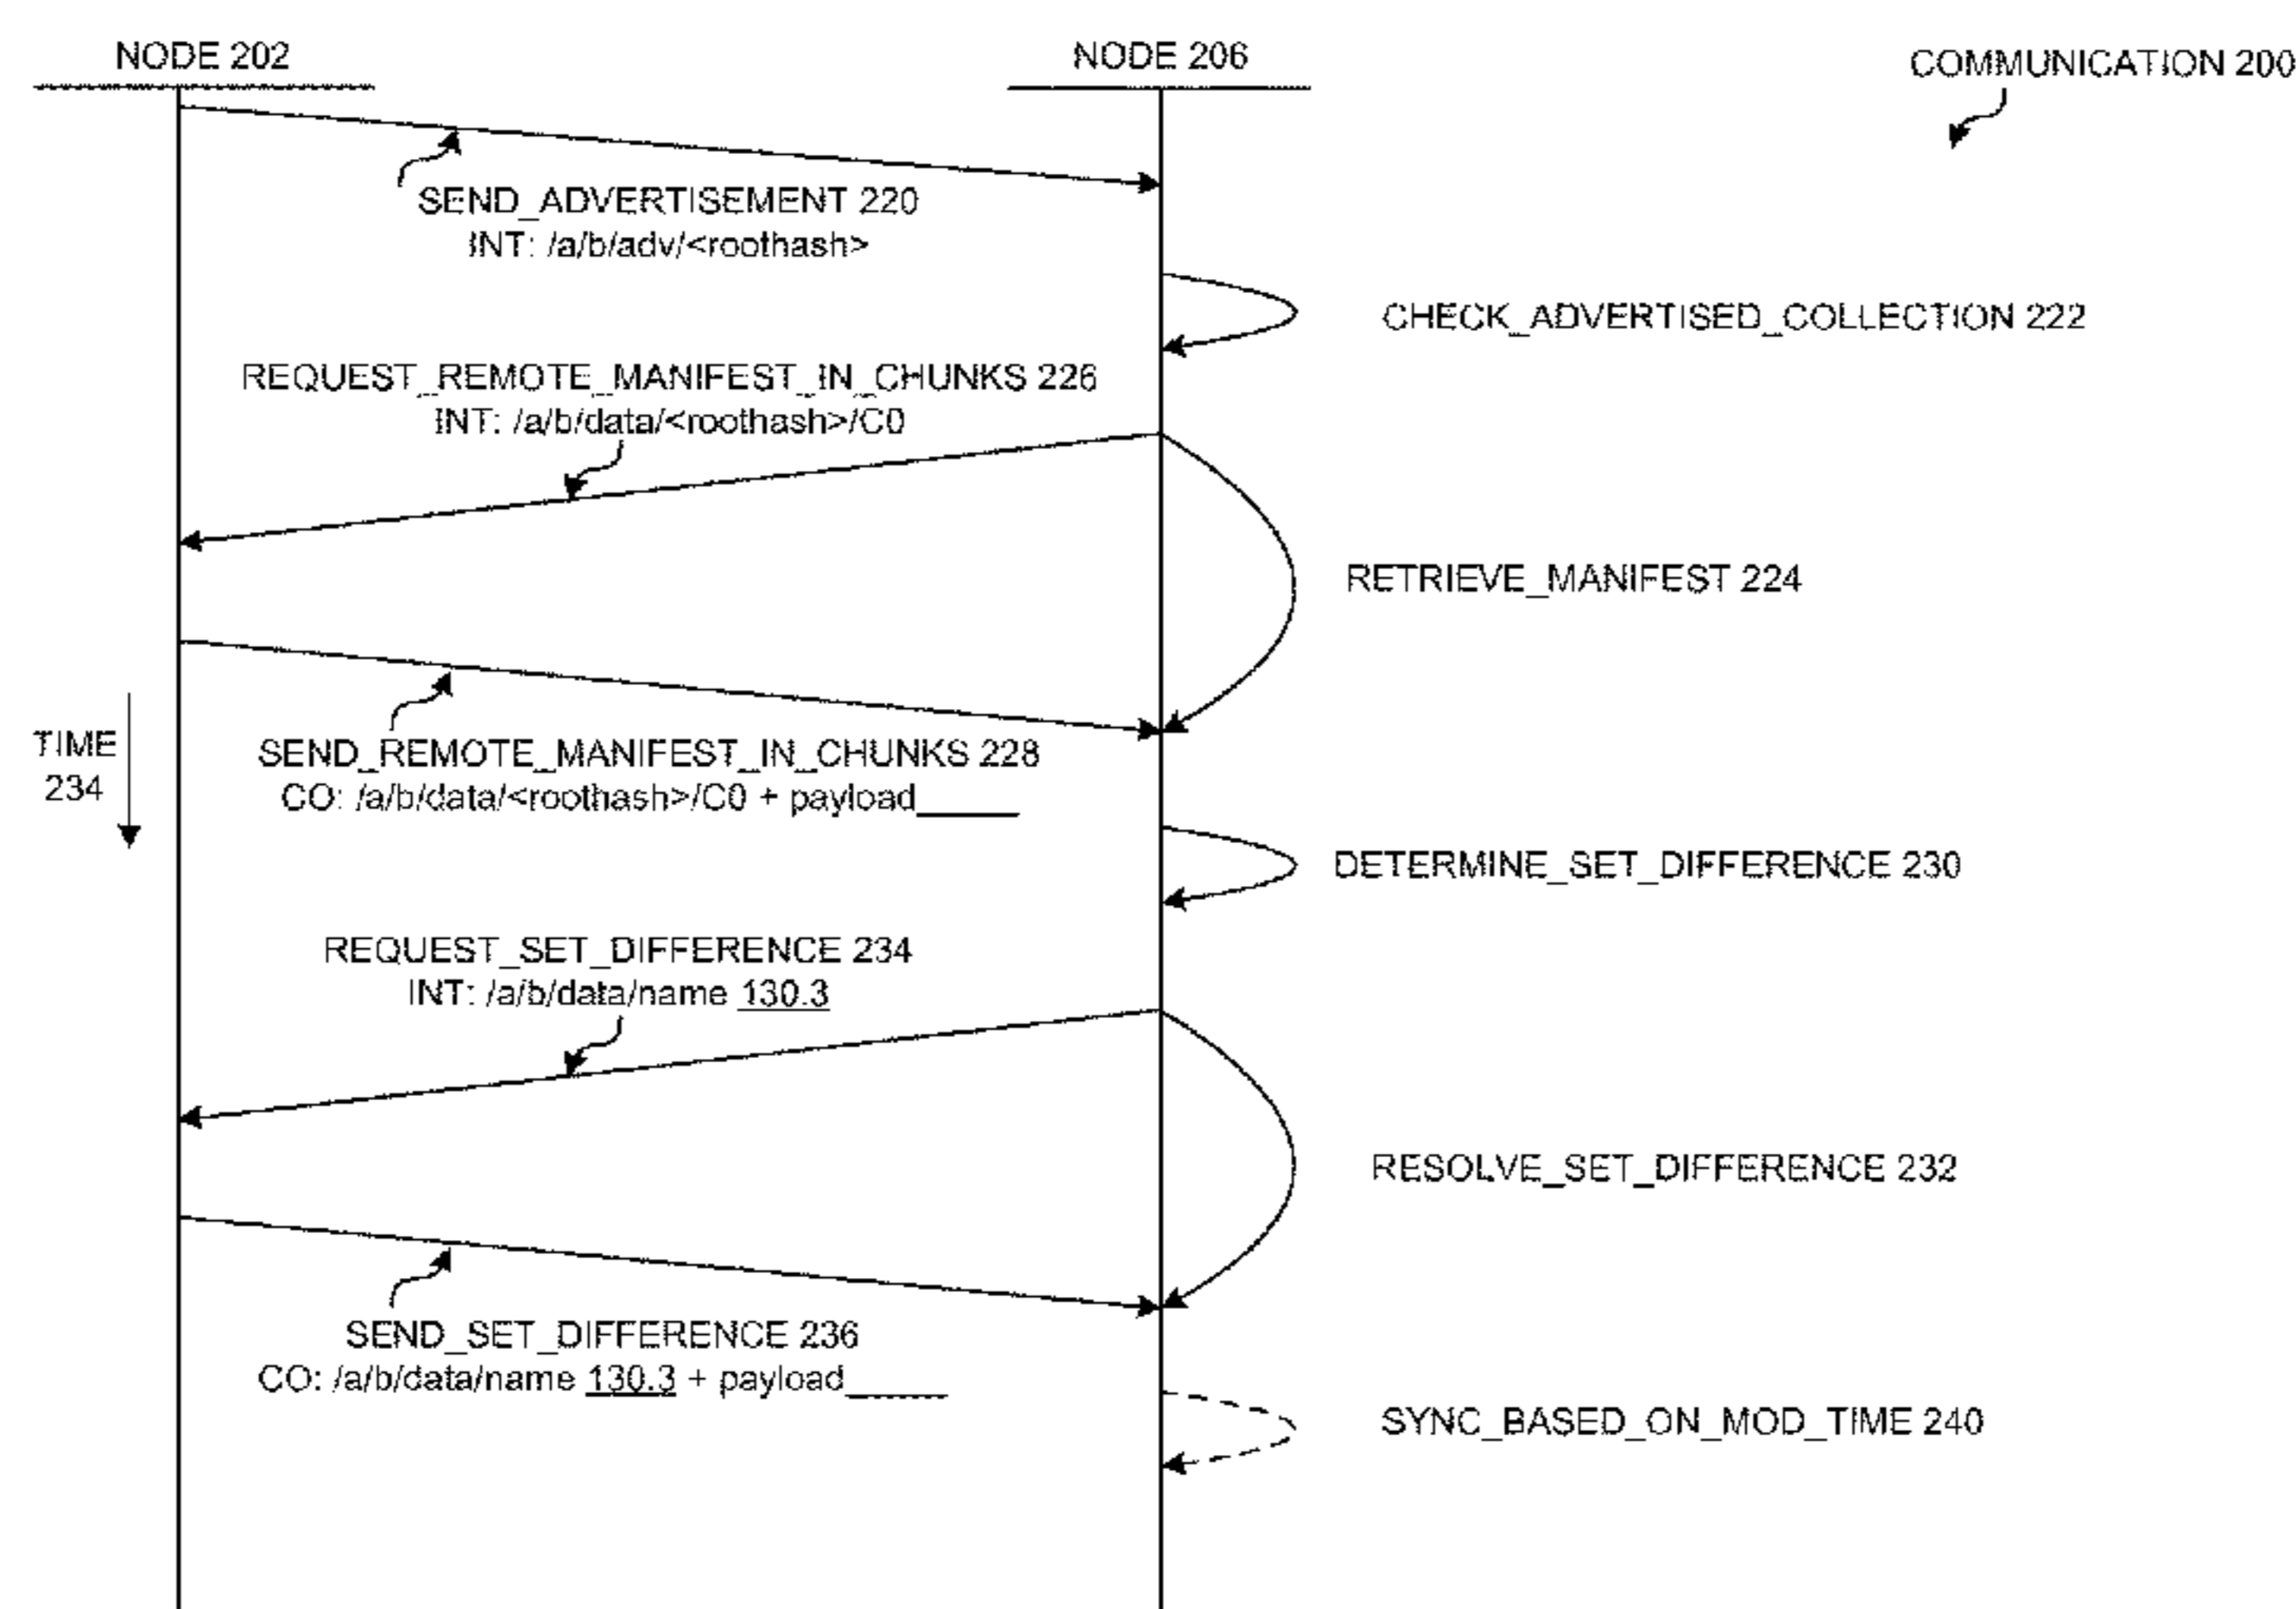 NODE 202
NODE 206
COMMUNICATION 200
SEND_ADVERTISEMENT 220
INT: /a/b/adv/<roothash>
CHECK_ADVERTISED_COLLECTION 222
REQUEST_REMOTE_MANIFEST_IN_CHUNKS 226
INT: /a/b/data/<roothash>/C0
RETRIEVE_MANIFEST 224
TIME
234
SEND_REMOTE_MANIFEST_IN_CHUNKS 228
CO: /a/b/data/<roothash>/C0 + payload
DETERMINE_SET_DIFFERENCE 230
REQUEST_SET_DIFFERENCE 234
INT: /a/b/data/name 130.3
RESOLVE_SET_DIFFERENCE 232
SEND_SET_DIFFERENCE 236
CO: /a/b/data/name 130.3 + payload
SYNC_BASED_ON_MOD_TIME 240